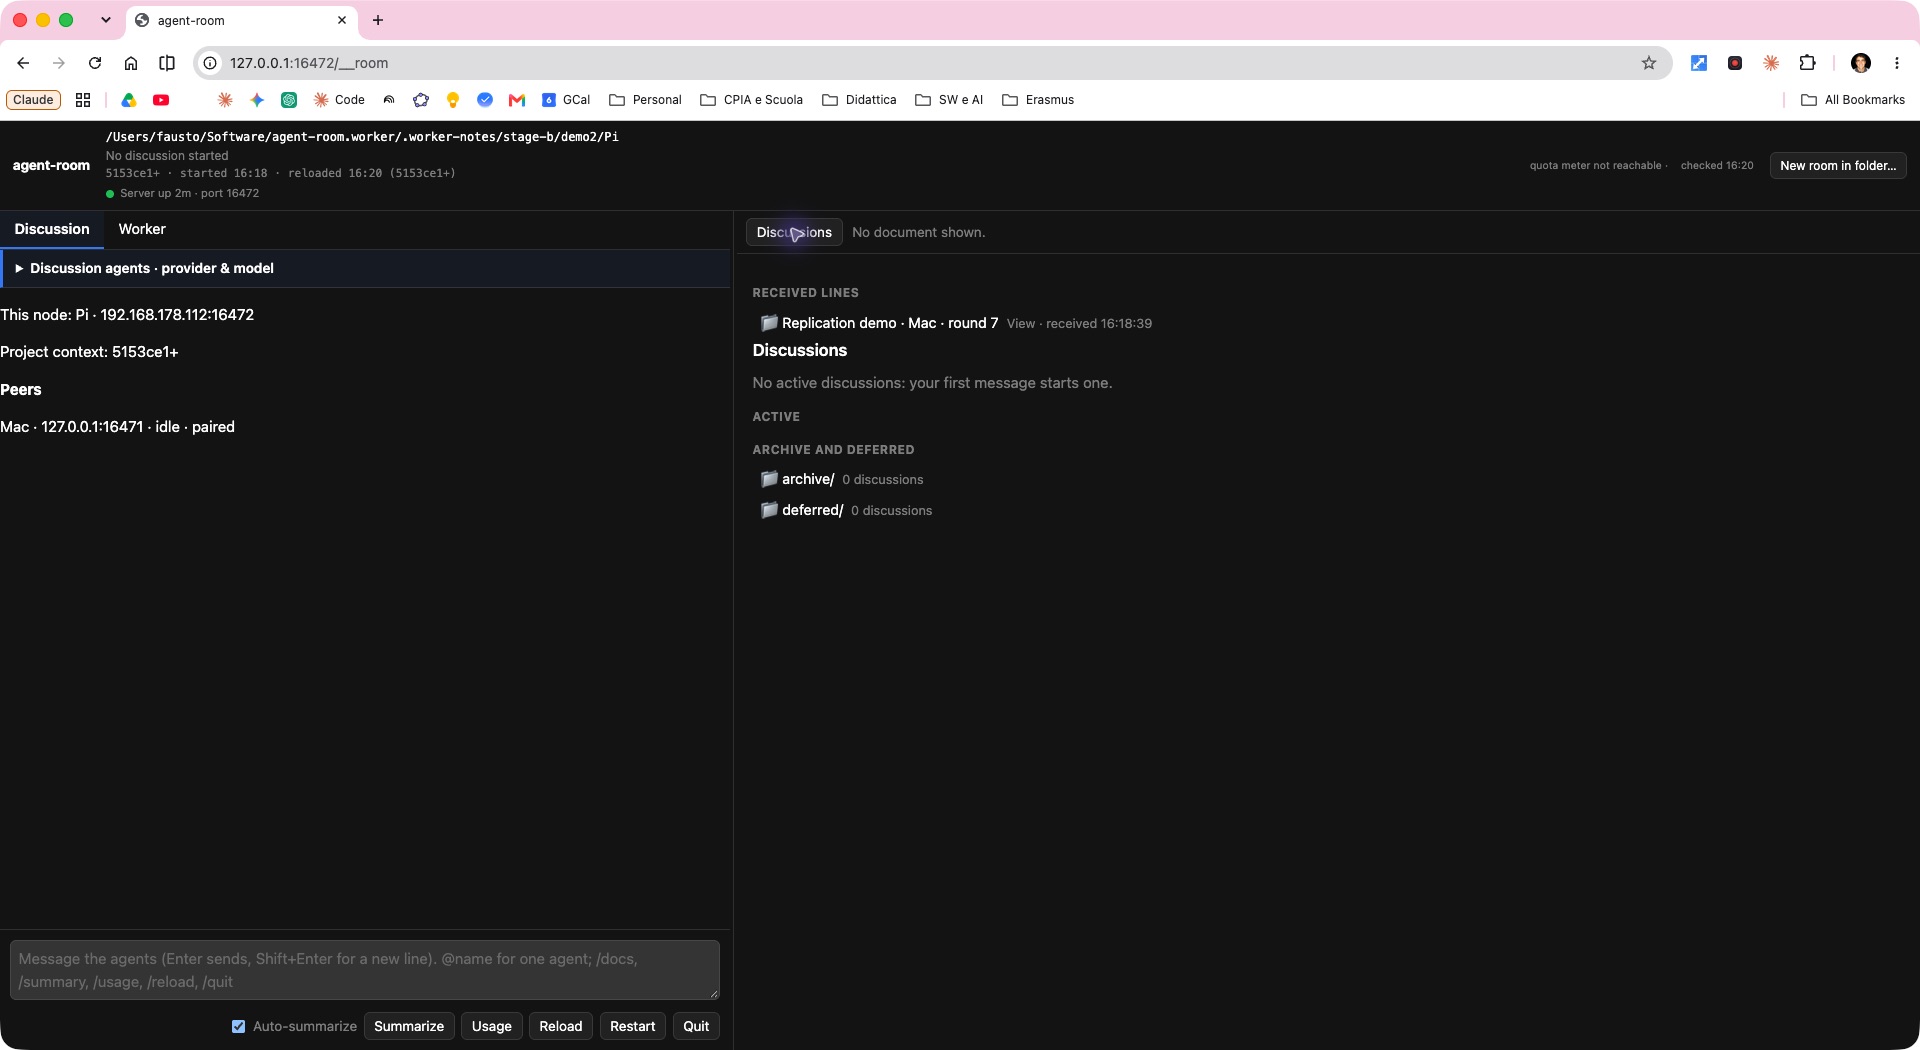 agent-room
127.0.0.1:16472/__room
Claude
Code
GCal
Personal
CPIA e Scuola
Didattica
SW e AI
Erasmus
All Bookmarks
agent-room
/Users/fausto/Software/agent-room.worker/.worker-notes/stage-b/demo2/Pi
No discussion started
5153ce1+ · started 16:18 · reloaded 16:20 (5153ce1+)
Server up 2m · port 16472
quota meter not reachable · checked 16:20
New room in folder...
Discussion
Worker
Discussion agents · provider & model
This node: Pi · 192.168.178.112:16472
Project context: 5153ce1+
Peers
Mac · 127.0.0.1:16471 · idle · paired
Message the agents (Enter sends, Shift+Enter for a new line). @name for one agent; /docs,
/summary, /usage, /reload, /quit
Auto-summarize
Summarize
Usage
Reload
Restart
Quit
Discussions
No document shown.
RECEIVED LINES
Replication demo · Mac · round 7 View · received 16:18:39
Discussions
No active discussions: your first message starts one.
ACTIVE
ARCHIVE AND DEFERRED
archive/ 0 discussions
deferred/ 0 discussions